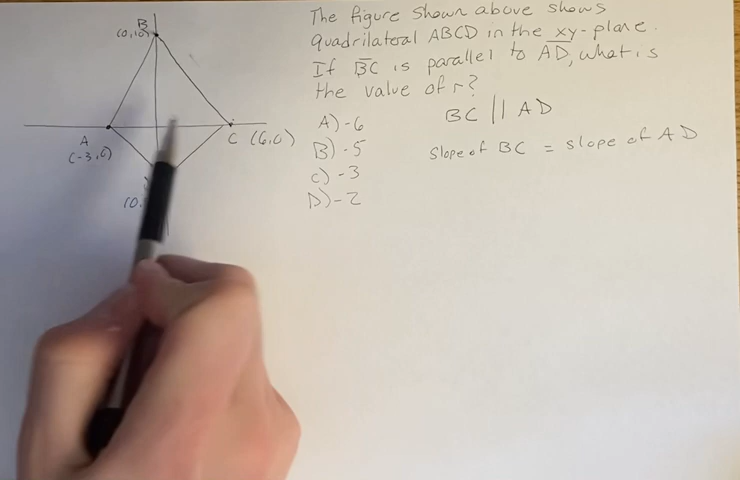 The figure shown above shows
quadrilateral ABCD in the xy-plane.
If BC is parallel to AD, what is
the value of r?
A) -6
B) -5
C) -3
D) -2
BC || AD
Slope of BC = slope of AD
B
(0,10)
A
(-3,0)
C (6,0)
(0,